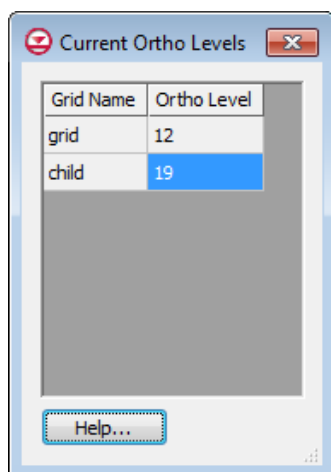 Current Ortho Levels
Grid Name Ortho Level
grid 12
child 19
Help...